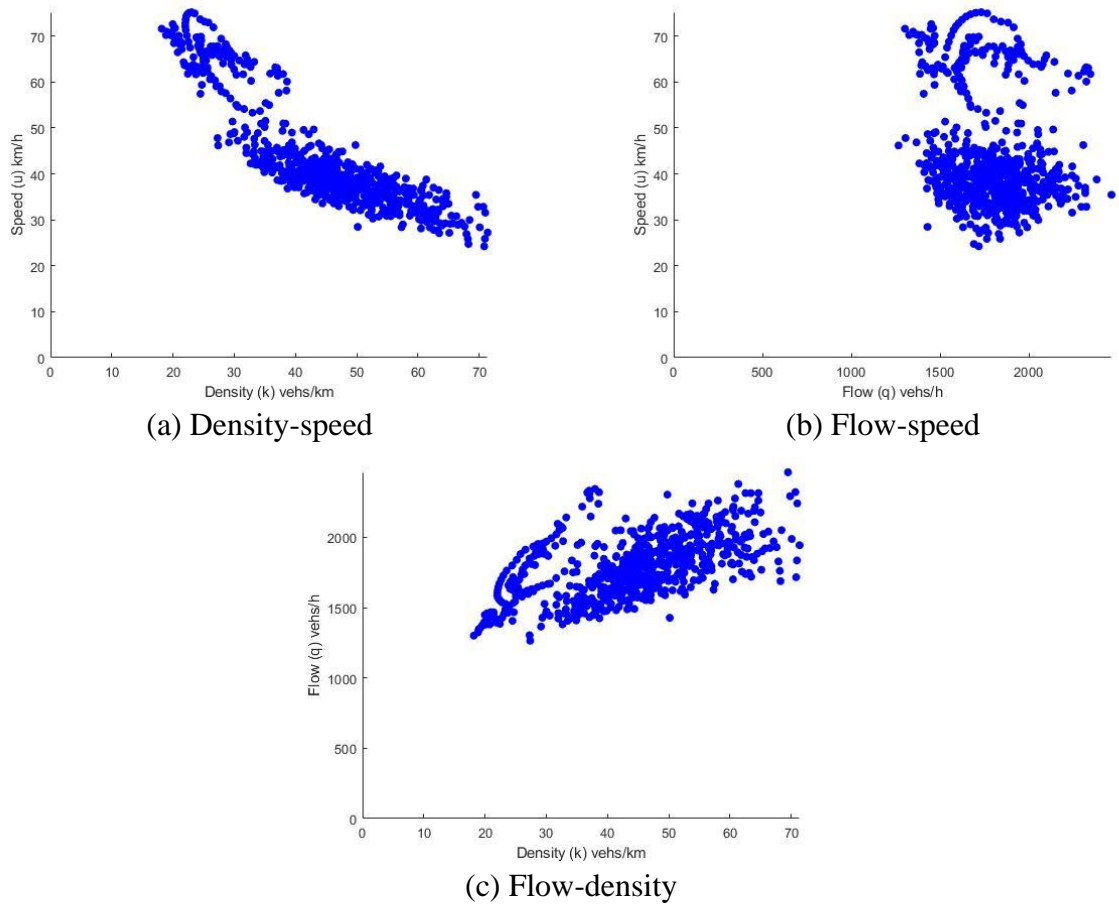 70
60
50
40
30
20
10
0
Speed (u) km/h
0 10 20 30 40 50 60 70
Density (k) vehs/km
(a) Density-speed
70
60
50
40
30
20
10
0
Speed (u) km/h
0 500 1000 1500 2000
Flow (q) vehs/h
(b) Flow-speed
2000
1500
1000
500
0
Flow (q) vehs/h
0 10 20 30 40 50 60 70
Density (k) vehs/km
(c) Flow-density